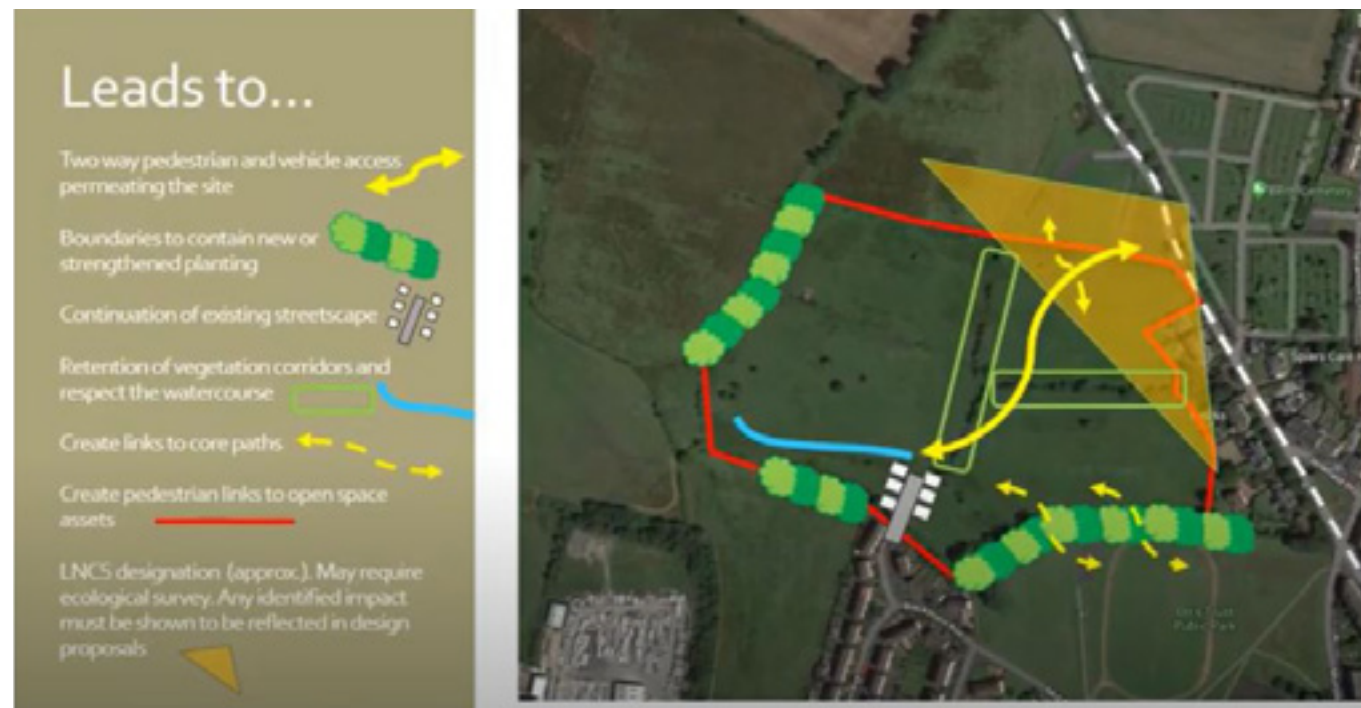 Leads to...
Two way pedestrian and vehicle access
permeating the site
Boundaries to contain new or
strengthened planting
Continuation of existing streetscape
Retention of vegetation corridors and
respect the watercourse
Create links to core paths
Create pedestrian links to open space
assets
LNCS designation (approx.). May require
ecological survey. Any identified impact
must be shown to be reflected in design
proposals
Public Park